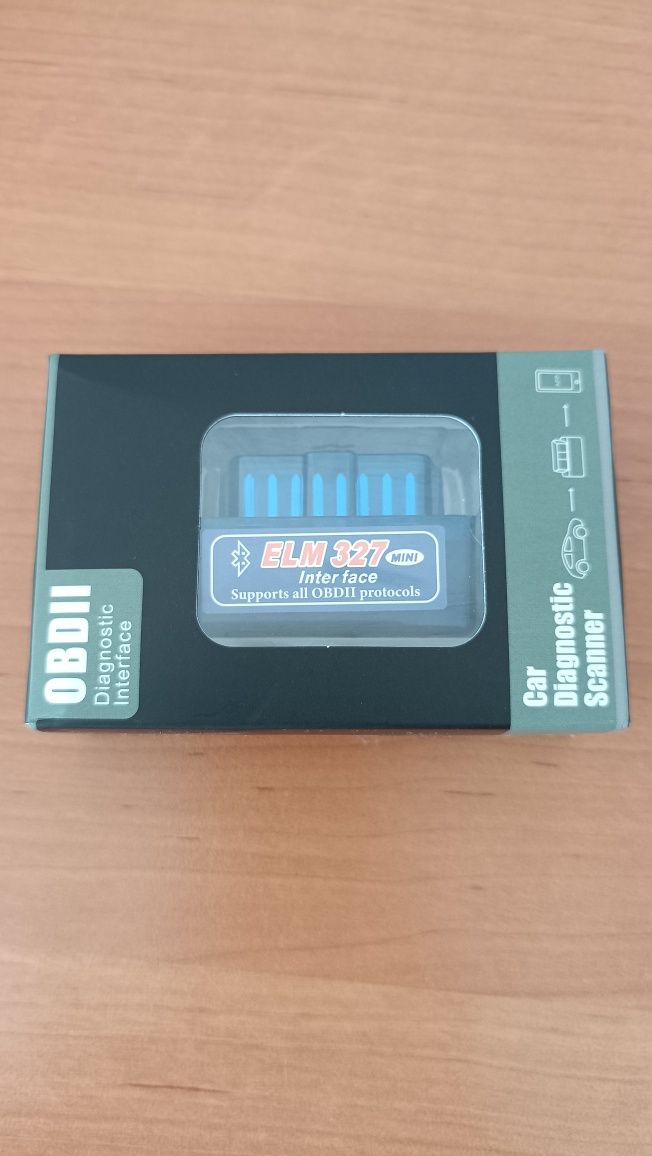 OBDII
Diagnostic
Interface
ELM 327 MINI
Inter face
Supports all OBDII protocols
Car
Diagnostic
Scanner